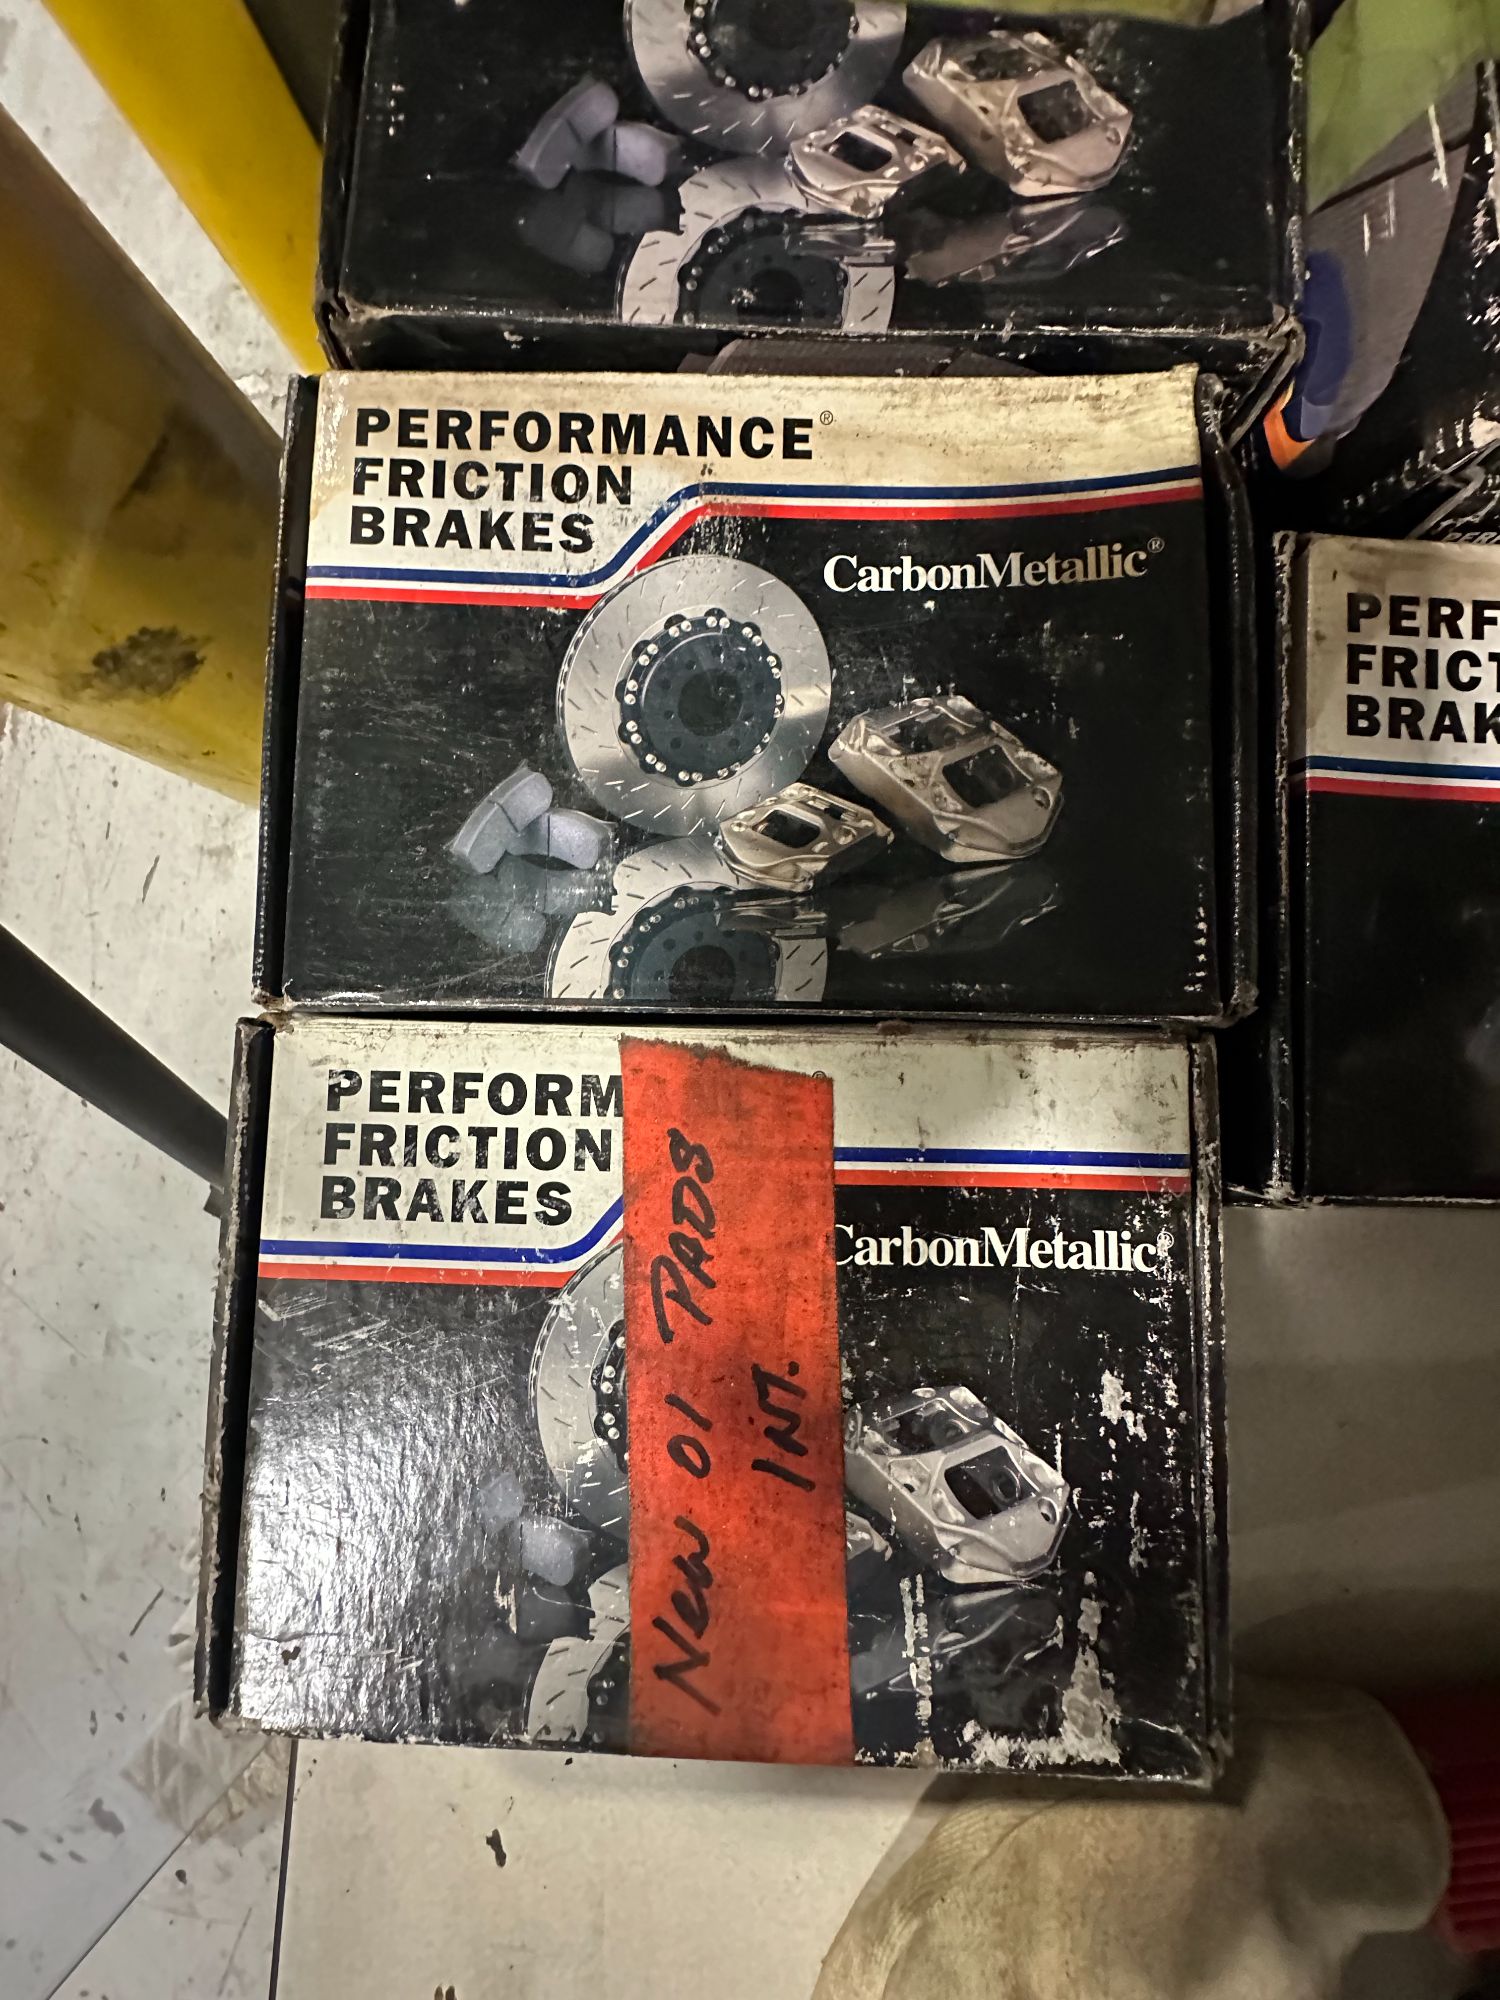 PERFORMANCE®
FRICTION
BRAKES
CarbonMetallic®
PERF
FRICT
BRAK
PERFORM
FRICTION
BRAKES
CarbonMetallic®
New 01 PADS
INT.